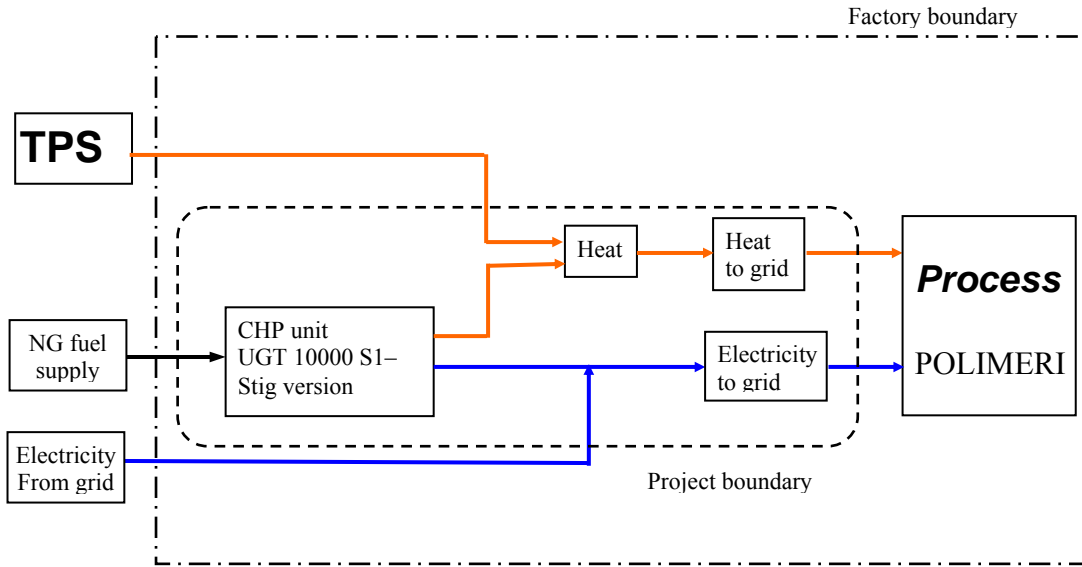 Factory boundary
TPS
Heat
Heat
to grid
Process
POLIMERI
NG fuel
supply
CHP unit
UGT 10000 S1–
Stig version
Electricity
to grid
Electricity
From grid
Project boundary